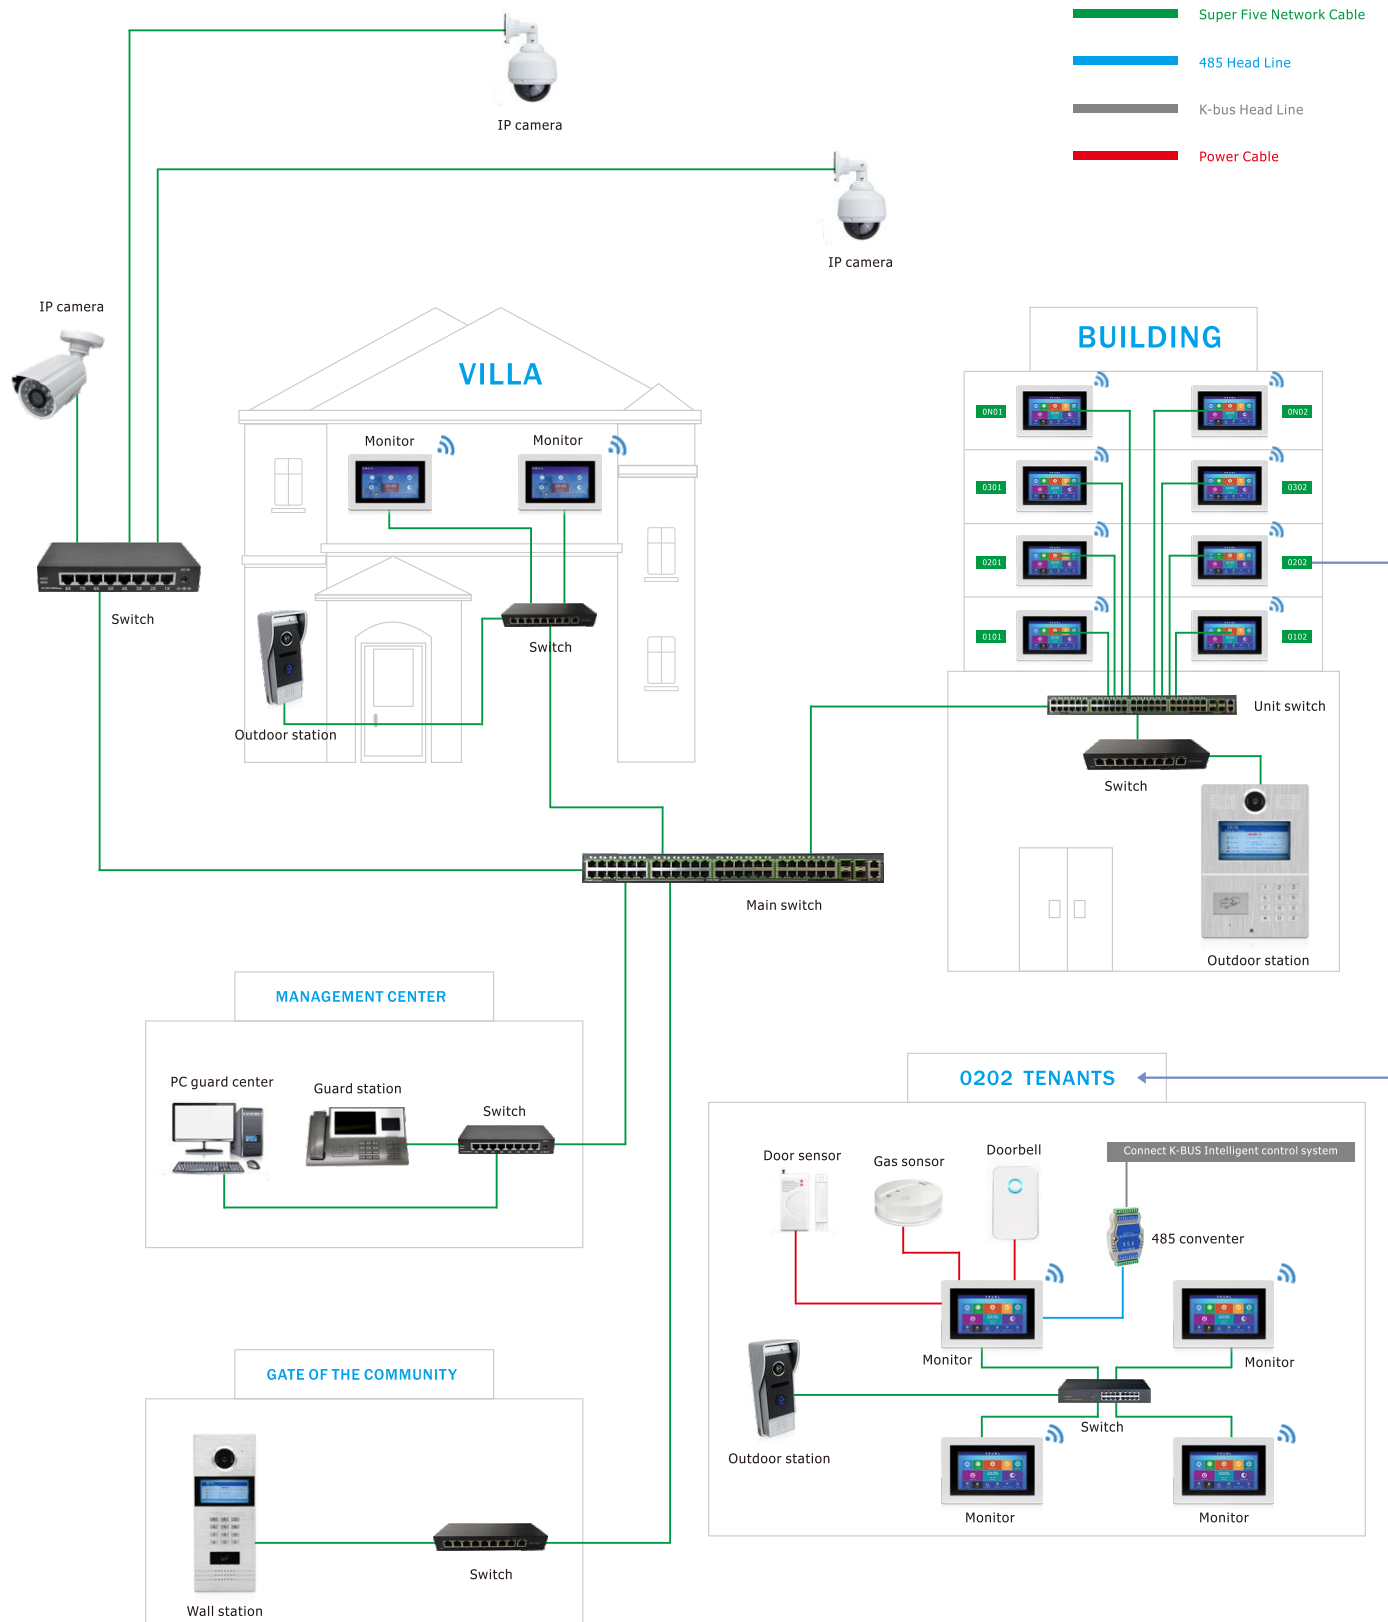 Super Five Network Cable
485 Head Line
K-bus Head Line
Power Cable
IP camera
IP camera
IP camera
Switch
VILLA
Monitor
Monitor
Switch
Outdoor station
BUILDING
0N01
0N02
0301
0302
0201
0202
0101
0102
Unit switch
Switch
Outdoor station
Main switch
MANAGEMENT CENTER
PC guard center
Guard station
Switch
0202 TENANTS
Door sensor
Gas sonsor
Doorbell
Connect K-BUS Intelligent control system
485 conventer
Monitor
Monitor
Switch
Outdoor station
Monitor
Monitor
GATE OF THE COMMUNITY
Switch
Wall station